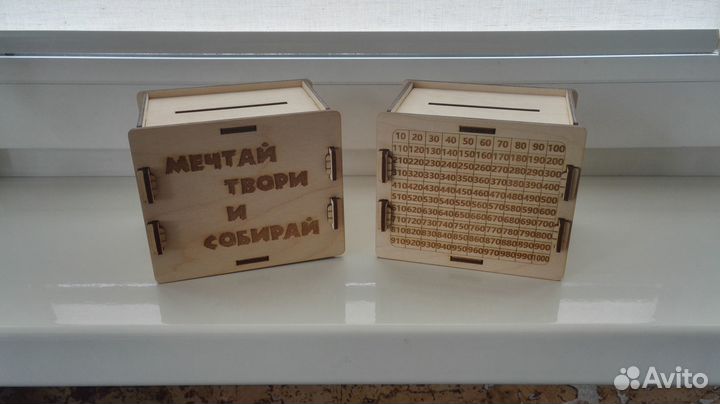 МЕЧТАЙ
ТВОРИ
И
СОБИРАЙ
10 20 30 40 50 60 70 80 90 100
110 120 130 140 150 160 170 180 190 200
210 220 230 240 250 260 270 280 290 300
310 320 330 340 350 360 370 380 390 400
410 420 430 440 450 460 470 480 490 500
510 520 530 540 550 560 570 580 590 600
610 620 630 640 650 660 670 680 690 700
710 720 730 740 750 760 770 780 790 800
810 820 830 840 850 860 870 880 890 900
910 920 930 940 950 960 970 980 990 1000
Avito